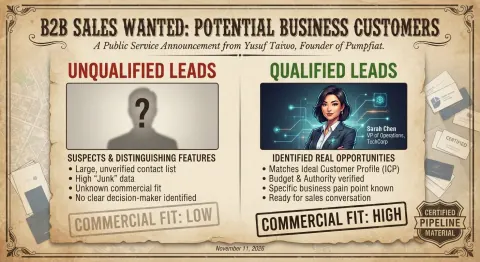 B2B SALES WANTED: POTENTIAL BUSINESS CUSTOMERS
A Public Service Announcement from Yusuf Taiwo, Founder of Pumpfiat.
UNQUALIFIED LEADS
?
SUSPECTS & DISTINGUISHING FEATURES
• Large, unverified contact list
• High "Junk" data
• Unknown commercial fit
• No clear decision-maker identified
COMMERCIAL FIT: LOW
QUALIFIED LEADS
Sarah Chen
VP of Operations,
TechCorp
IDENTIFIED REAL OPPORTUNITIES
• Matches Ideal Customer Profile (ICP)
• Budget & Authority verified
• Specific business pain point known
• Ready for sales conversation
COMMERCIAL FIT: HIGH
CERTIFIED
CERTIFIED
PIPELINE
MATERIAL
November 11, 2026